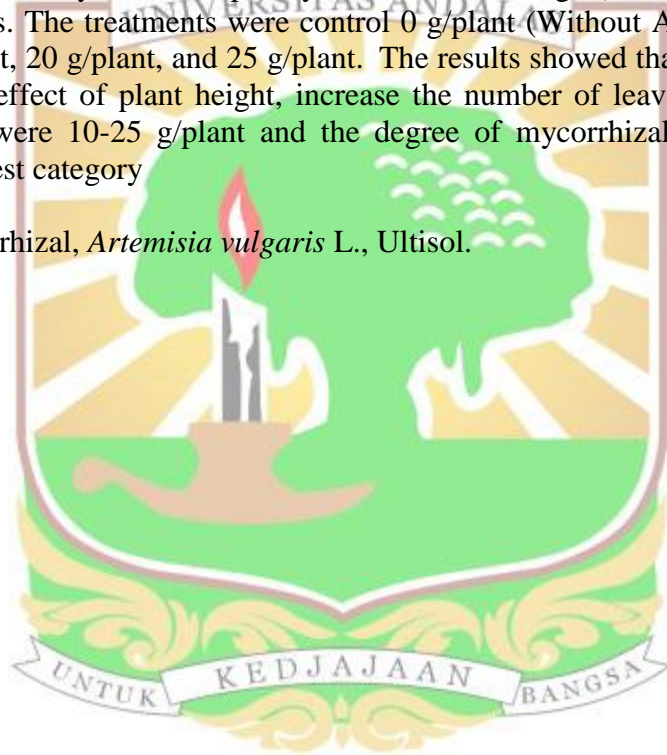 UNIVERSITAS ANDALAS
s. The treatments were control 0 g/plant (Without A
t, 20 g/plant, and 25 g/plant. The results showed tha
effect of plant height, increase the number of leav
were 10-25 g/plant and the degree of mycorrhizal
est category
rhizal, Artemisia vulgaris L., Ultisol.
UNTUK KEDJAJAAN BANGSA